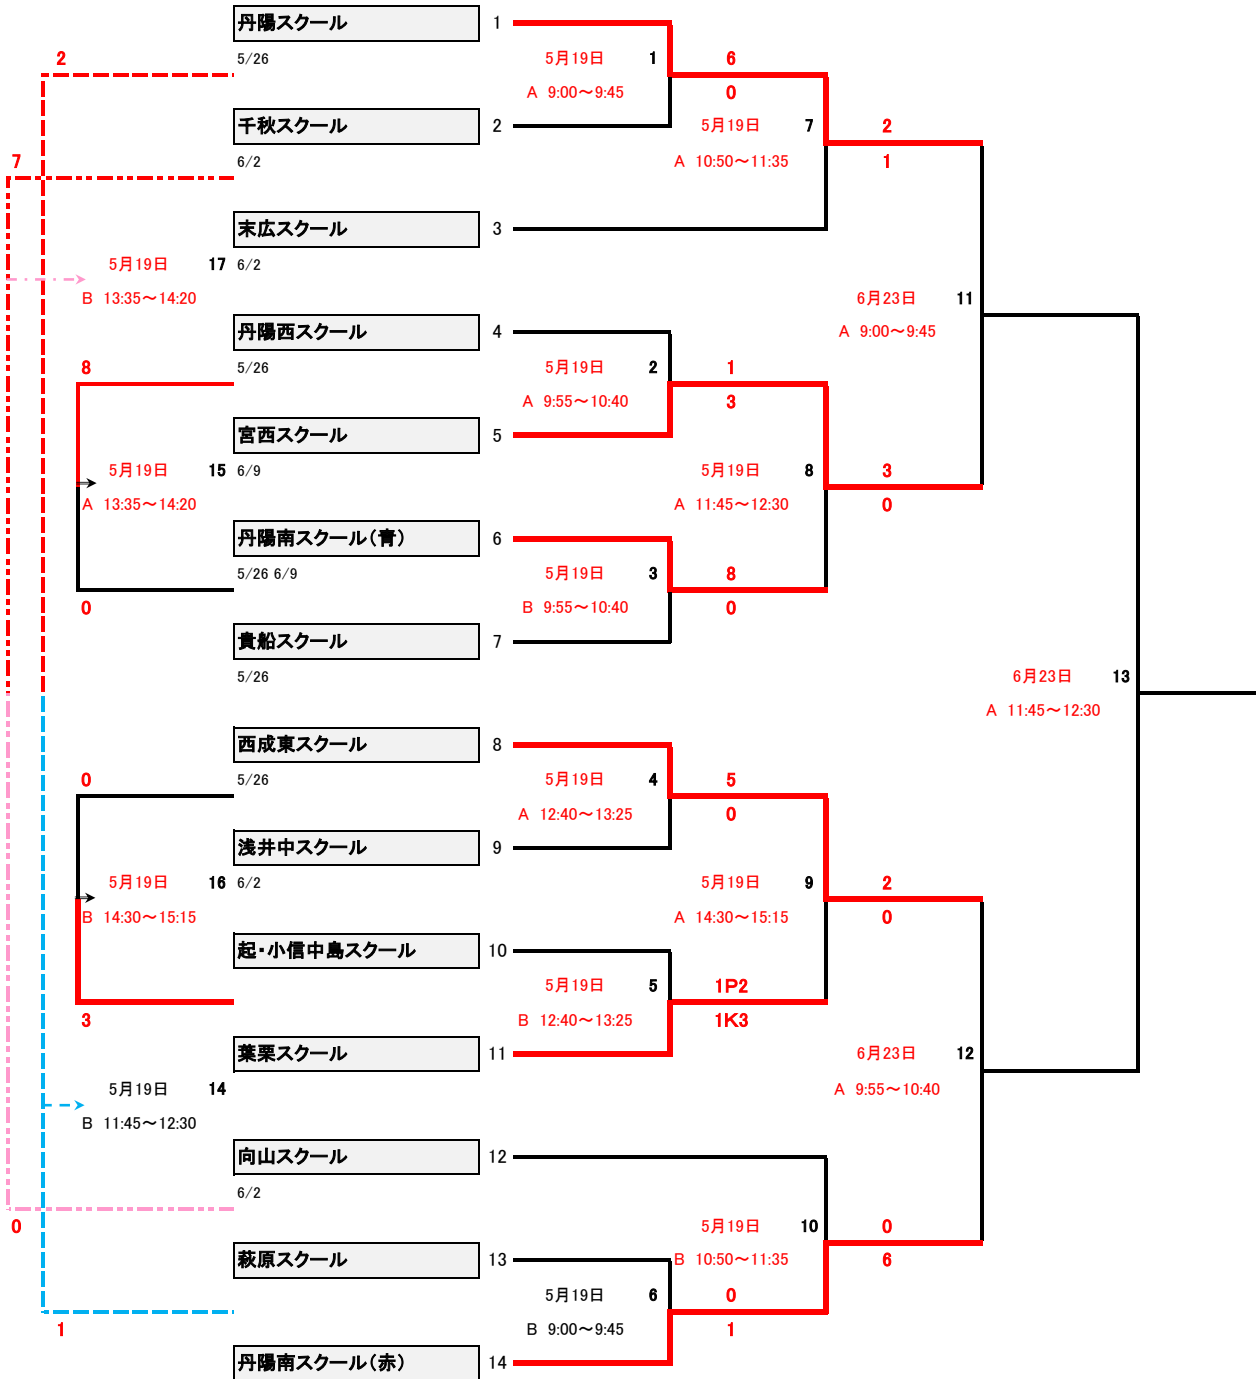 丹陽スクール 1
2 5/26 5月19日 1 6
A 9:00～9:45 0
千秋スクール 2 5月19日 7 2
7 6/2 A 10:50～11:35 1
末広スクール 3
5月19日 17 6/2
B 13:35～14:20 6月23日 11
丹陽西スクール 4 A 9:00～9:45
8 5/26 5月19日 2 1
A 9:55～10:40 3
宮西スクール 5
5月19日 15 6/9 5月19日 8 3
A 13:35～14:20 A 11:45～12:30 0
丹陽南スクール（青） 6
5/26 6/9 5月19日 3 8
0 B 9:55～10:40 0
貴船スクール 7
5/26 6月23日 13
A 11:45～12:30
西成東スクール 8
0 5/26 5月19日 4 5
A 12:40～13:25 0
浅井中スクール 9
5月19日 16 6/2 5月19日 9 2
B 14:30～15:15 A 14:30～15:15 0
起・小信中島スクール 10
5月19日 5 1P2
3 B 12:40～13:25 1K3
葉栗スクール 11 6月23日 12
5月19日 14 A 9:55～10:40
B 11:45～12:30
向山スクール 12
6/2
0 5月19日 10 0
萩原スクール 13 B 10:50～11:35 6
5月19日 6 0
1 B 9:00～9:45 1
丹陽南スクール（赤） 14